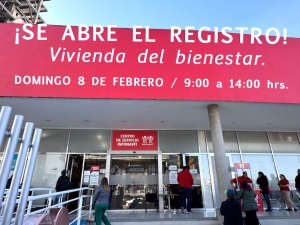 ¡SE ABRE EL REGISTRO!
Vivienda del bienestar.
DOMINGO 8 DE FEBRERO / 9:00 a 14:00 hrs.
CENTRO
DE SERVICIO
INFONAVIT